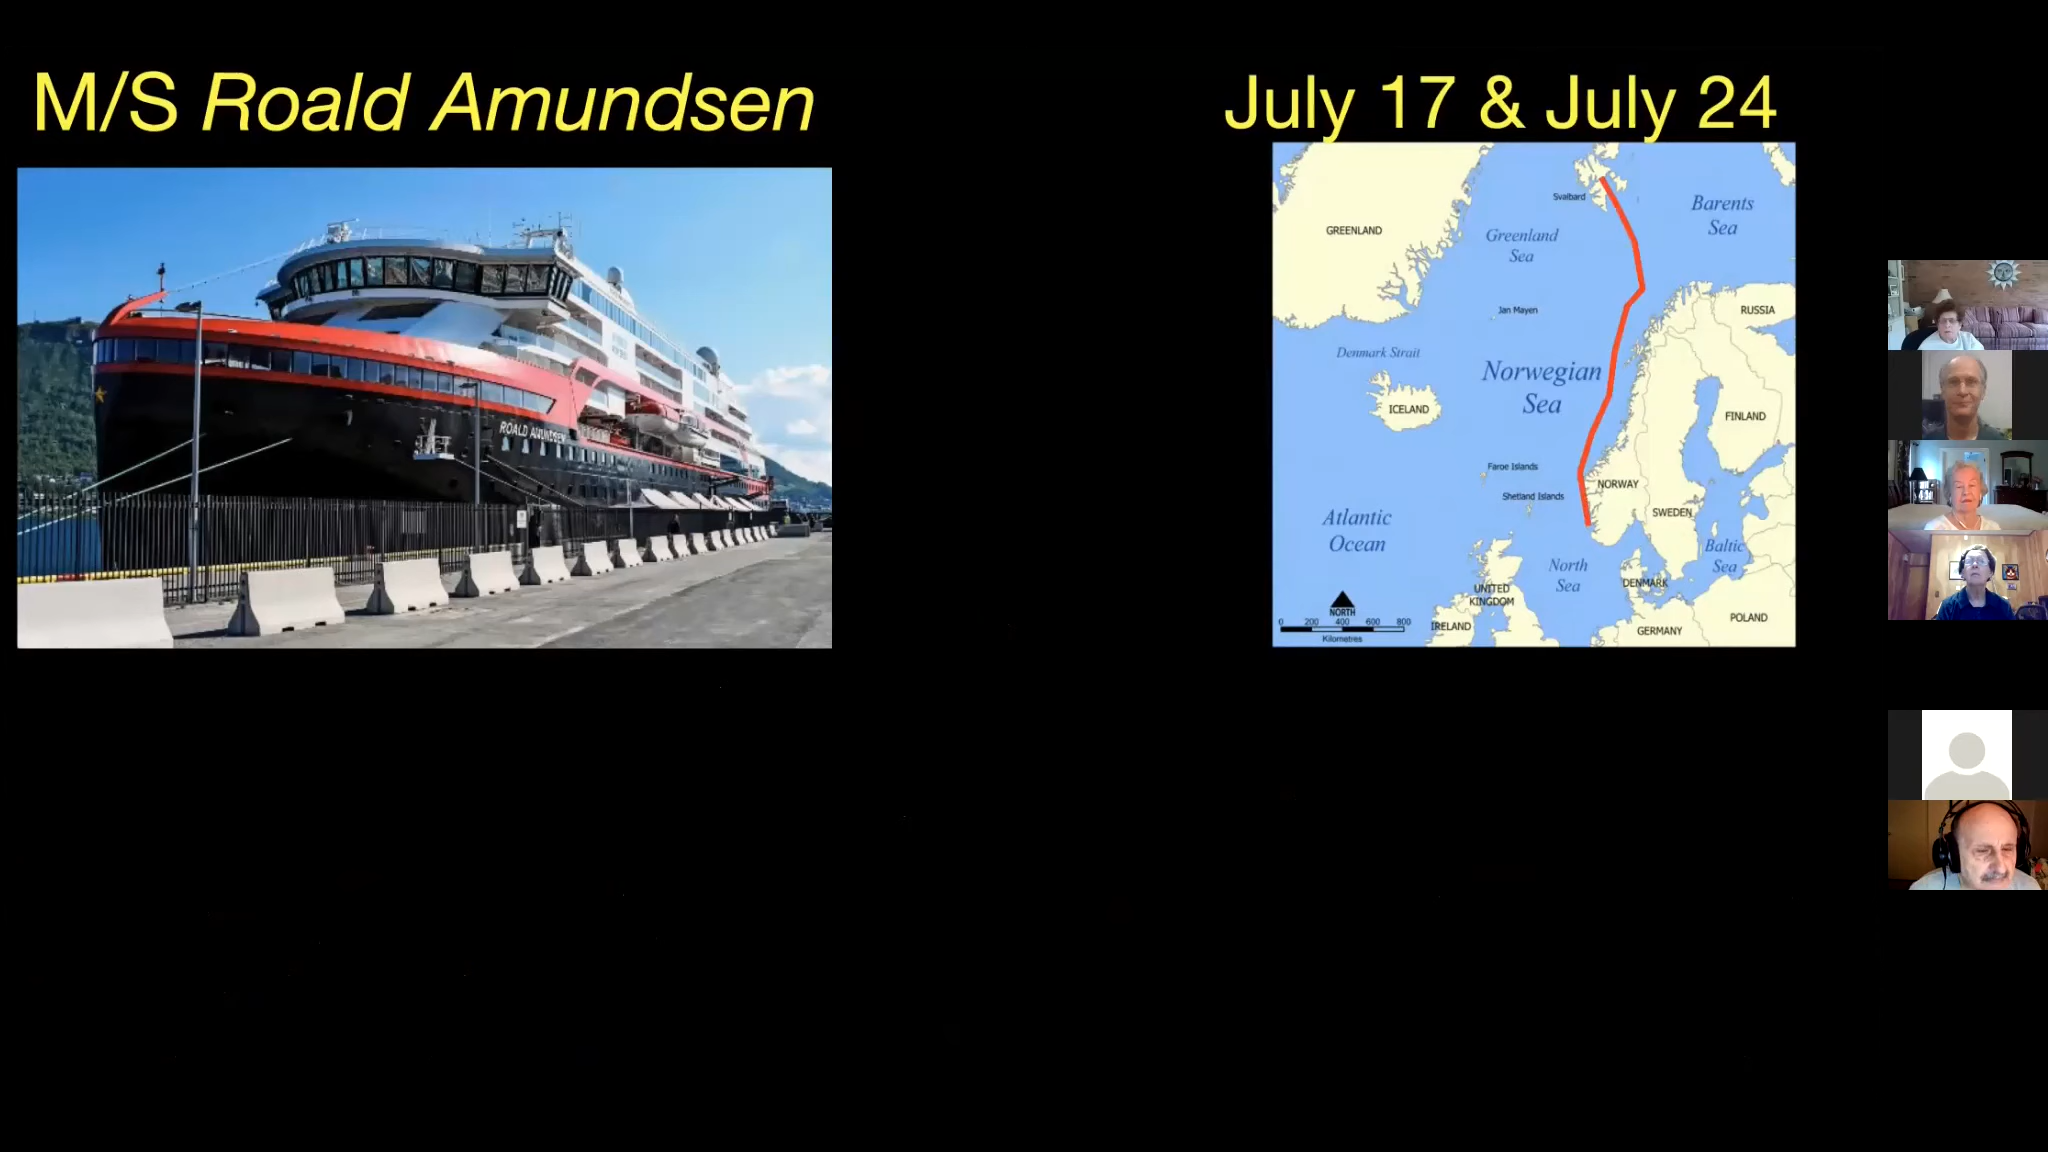 M/S Roald Amundsen
July 17 & July 24
ROALD AMUNDSEN
Svalbard
Barents
Sea
GREENLAND
Greenland
Sea
Jan Mayen
RUSSIA
Denmark Strait
Norwegian
Sea
ICELAND
FINLAND
Faroe Islands
NORWAY
Shetland Islands
SWEDEN
Atlantic
Ocean
Baltic
Sea
North
Sea
DENMARK
UNITED
KINGDOM
NORTH
0 200 400 600 800
Kilometres
IRELAND
GERMANY
POLAND